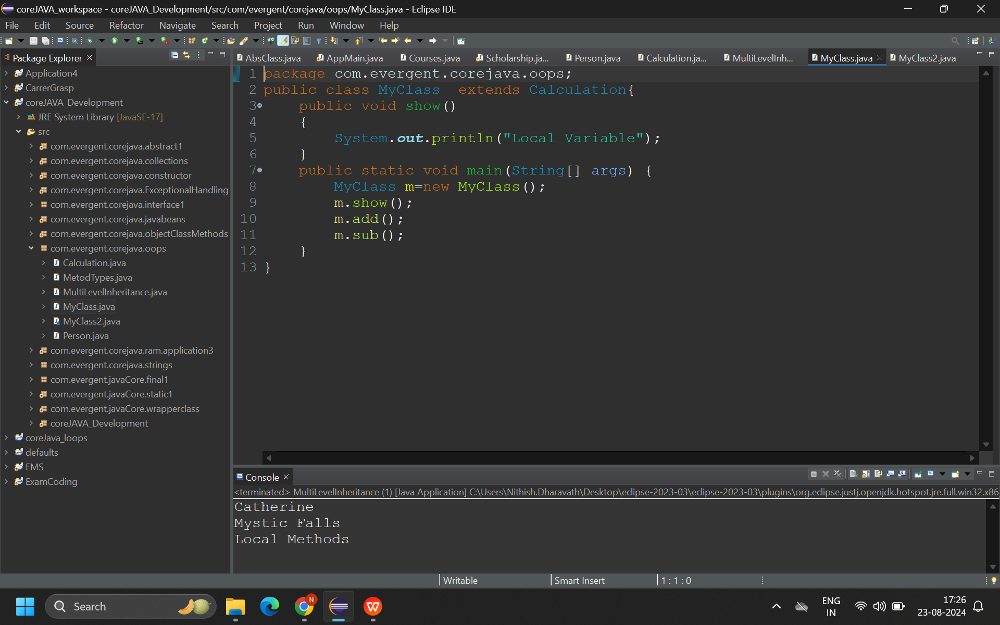 coreJAVA_workspace - coreJAVA_Development/src/com/evergent/corejava/oops/MyClass.java - Eclipse IDE
File Edit Source Refactor Navigate Search Project Run Window Help
Package Explorer
Application4
CarrerGrasp
coreJAVA_Development
JRE System Library [JavaSE-17]
src
com.evergent.corejava.abstract1
com.evergent.corejava.collections
com.evergent.corejava.constructor
com.evergent.corejava.ExceptionalHandling
com.evergent.corejava.interface1
com.evergent.corejava.javabeans
com.evergent.corejava.objectClassMethods
com.evergent.corejava.oops
Calculation.java
MetodTypes.java
MultiLevelInheritance.java
MyClass.java
MyClass2.java
Person.java
com.evergent.corejava.ram.application3
com.evergent.corejava.strings
com.evergent.javaCore.final1
com.evergent.javaCore.static1
com.evergent.javaCore.wrapperclass
coreJAVA_Development
coreJava_loops
defaults
EMS
ExamCoding
AbsClass.java AppMain.java Courses.java Scholarship.ja... Person.java Calculation.ja... MultiLevelInh... MyClass.java MyClass2.java
1 package com.evergent.corejava.oops;
2 public class MyClass  extends Calculation{
3 public void show()
4 {
5 System.out.println("Local Variable");
6 }
7 public static void main(String[] args) {
8 MyClass m=new MyClass();
9 m.show();
10 m.add();
11 m.sub();
12 }
13 }
Console
<terminated> MultiLevelInheritance (1) [Java Application] C:\Users\Nithish.Dharavath\Desktop\eclipse-2023-03\eclipse-2023-03\plugins\org.eclipse.justj.openjdk.hotspot.jre.full.win32.x86
Catherine
Mystic Falls
Local Methods
Writable Smart Insert 1 : 1 : 0
Search
N
W
ENG
IN
17:26
23-08-2024